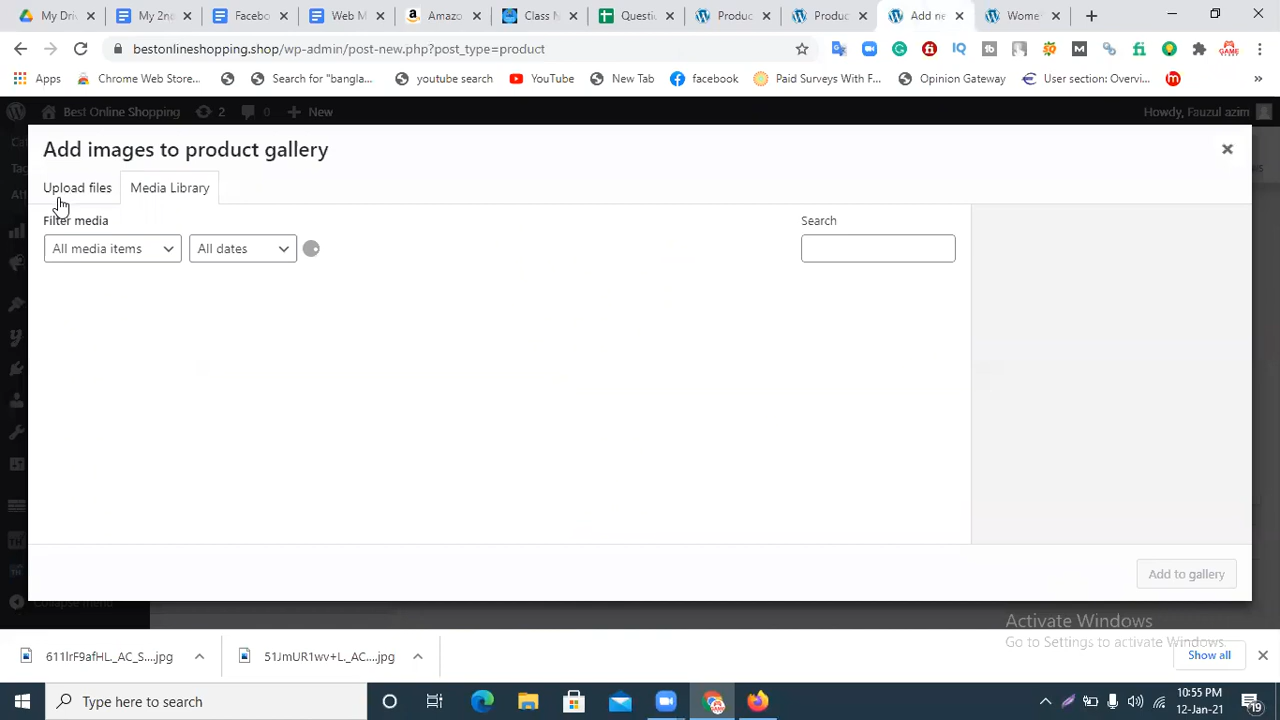 My Dri
My 2nd
Facebo
Web M
Amazo
Class R
Questi
Produc
Produc
Add ne
Wome
bestonlineshopping.shop/wp-admin/post-new.php?post_type=product
Apps
Chrome Web Store...
Search for "bangla...
youtube search
YouTube
New Tab
facebook
Paid Surveys With F...
Opinion Gateway
User section: Overvi...
»
Best Online Shopping
2
0
New
Howdy, Fauzul azim
Add images to product gallery
Upload files
Media Library
Filter media
Search
All media items
All dates
Add to gallery
Collapse menu
Activate Windows
Go to Settings to activate Windows.
611lrF9afHL._AC_S....jpg
51JmUR1wv+L._AC....jpg
Show all
Type here to search
10:55 PM
12-Jan-21
19